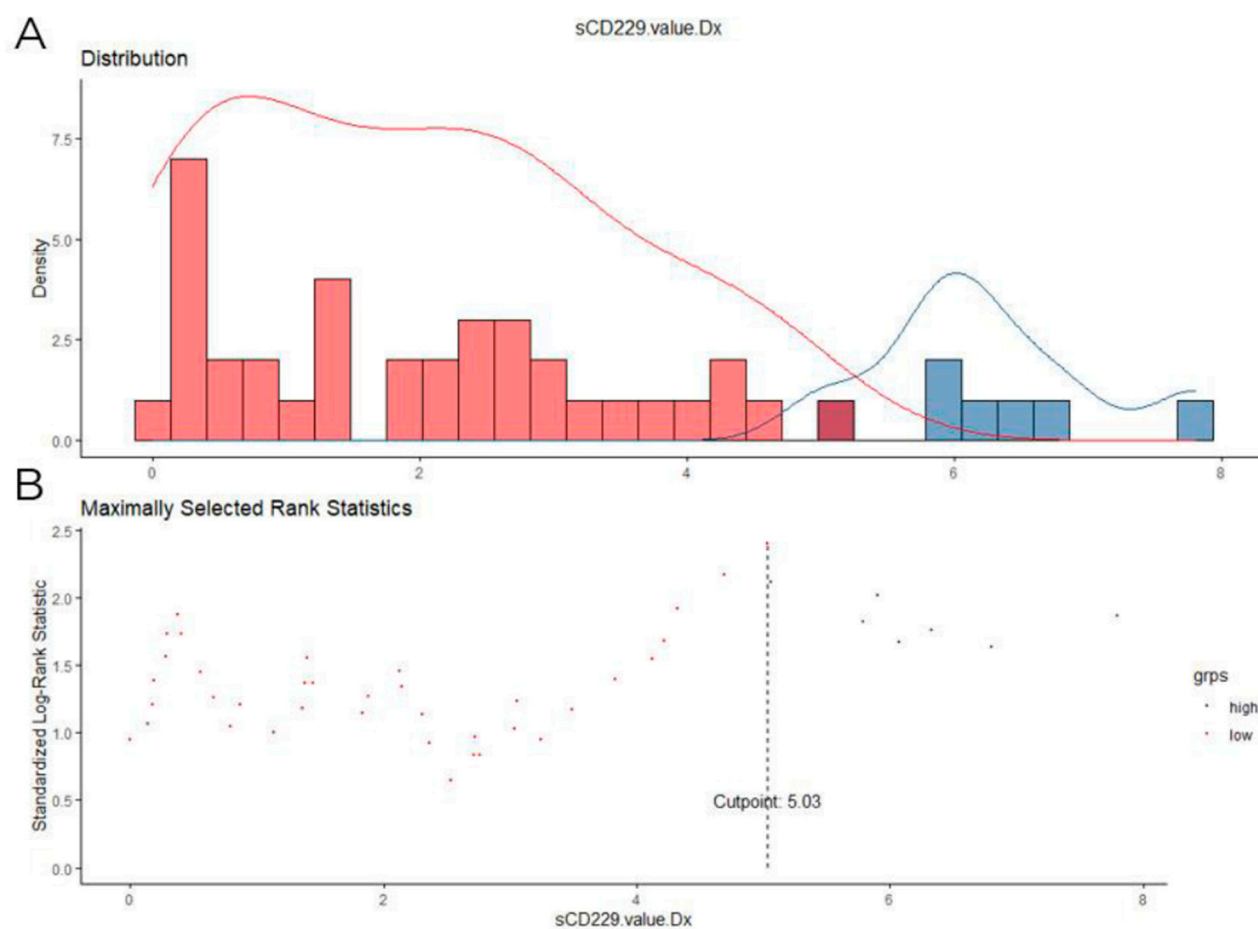 A
sCD229.value.Dx
Distribution
Density
7.5
5.0
2.5
0.0
0 2 4 6 8
B
Maximally Selected Rank Statistics
Standardized Log-Rank Statistic
2.5
2.0
1.5
1.0
0.5
0.0
Cutpoint: 5.03
grps
high
low
0 2 4 6 8
sCD229.value.Dx